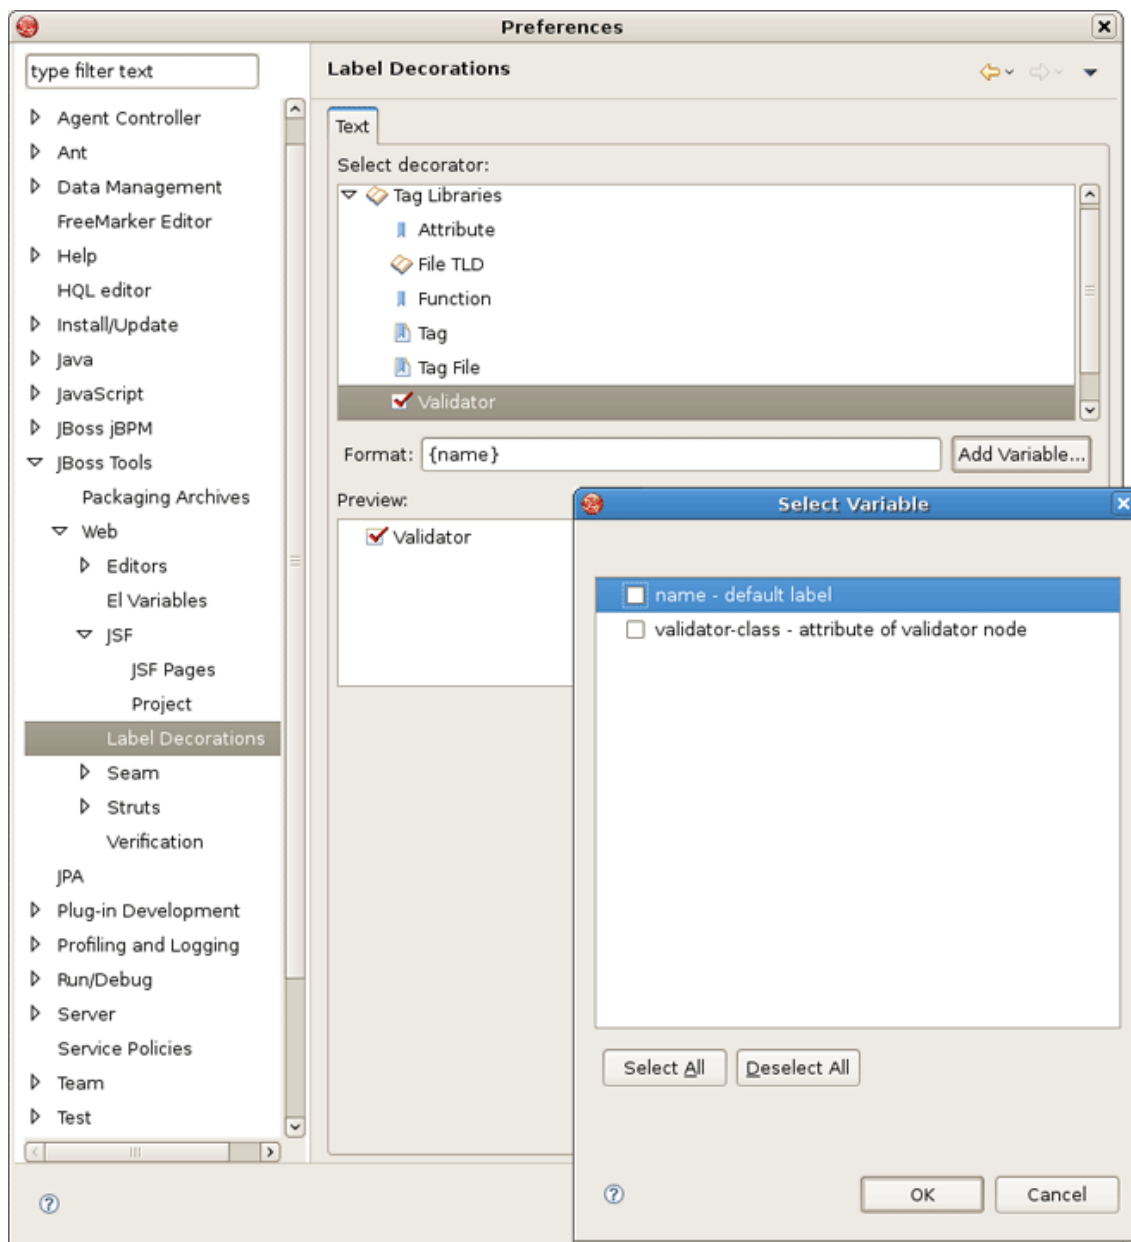 Preferences
type filter text
Agent Controller
Ant
Data Management
FreeMarker Editor
Help
HQL editor
Install/Update
Java
JavaScript
JBoss jBPM
JBoss Tools
Packaging Archives
Web
Editors
El Variables
JSF
JSF Pages
Project
Label Decorations
Seam
Struts
Verification
JPA
Plug-in Development
Profiling and Logging
Run/Debug
Server
Service Policies
Team
Test
Label Decorations
Text
Select decorator:
Tag Libraries
Attribute
File TLD
Function
Tag
Tag File
Validator
Format: {name} Add Variable...
Preview:
Validator
Select Variable
name - default label
validator-class - attribute of validator node
Select All Deselect All
OK Cancel